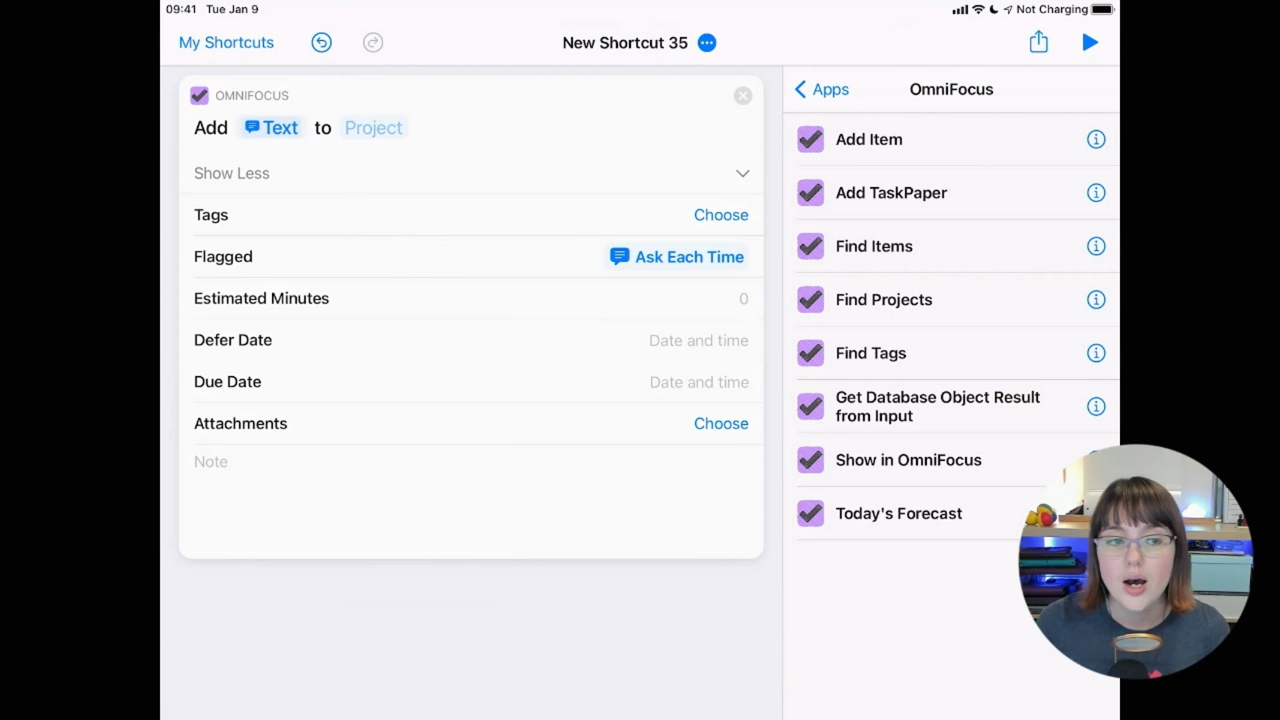 09:41 Tue Jan 9
Not Charging
My Shortcuts
New Shortcut 35
OMNIFOCUS
Add Text to Project
Show Less
Tags Choose
Flagged Ask Each Time
Estimated Minutes 0
Defer Date Date and time
Due Date Date and time
Attachments Choose
Note
Apps OmniFocus
Add Item
Add TaskPaper
Find Items
Find Projects
Find Tags
Get Database Object Result
from Input
Show in OmniFocus
Today's Forecast